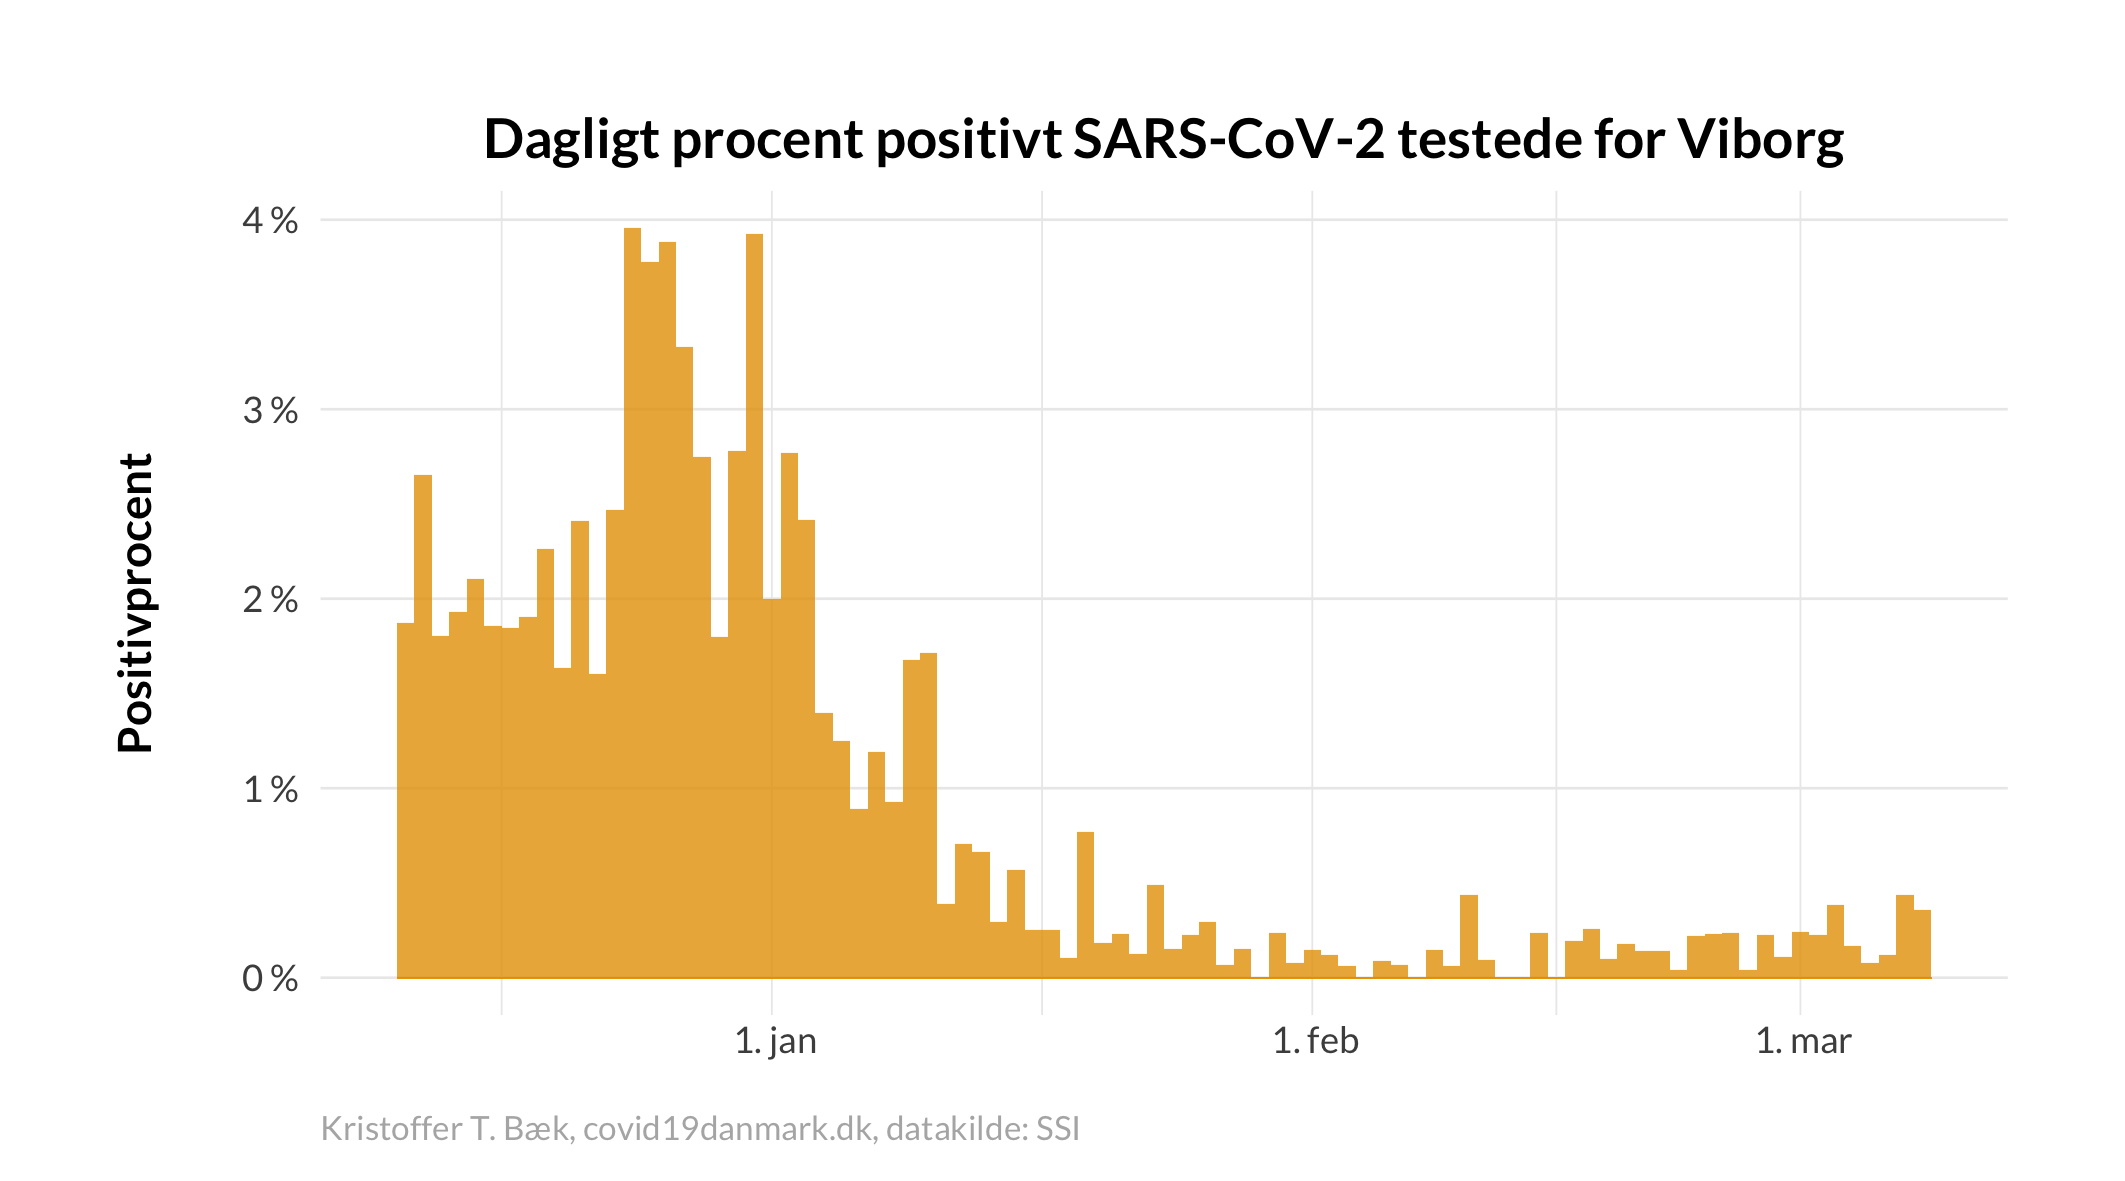 Dagligt procent positivt SARS-CoV-2 testede for Viborg
Positivprocent
4 %
3 %
2 %
1 %
0 %
1. jan
1. feb
1. mar
Kristoffer T. Bæk, covid19danmark.dk, datakilde: SSI